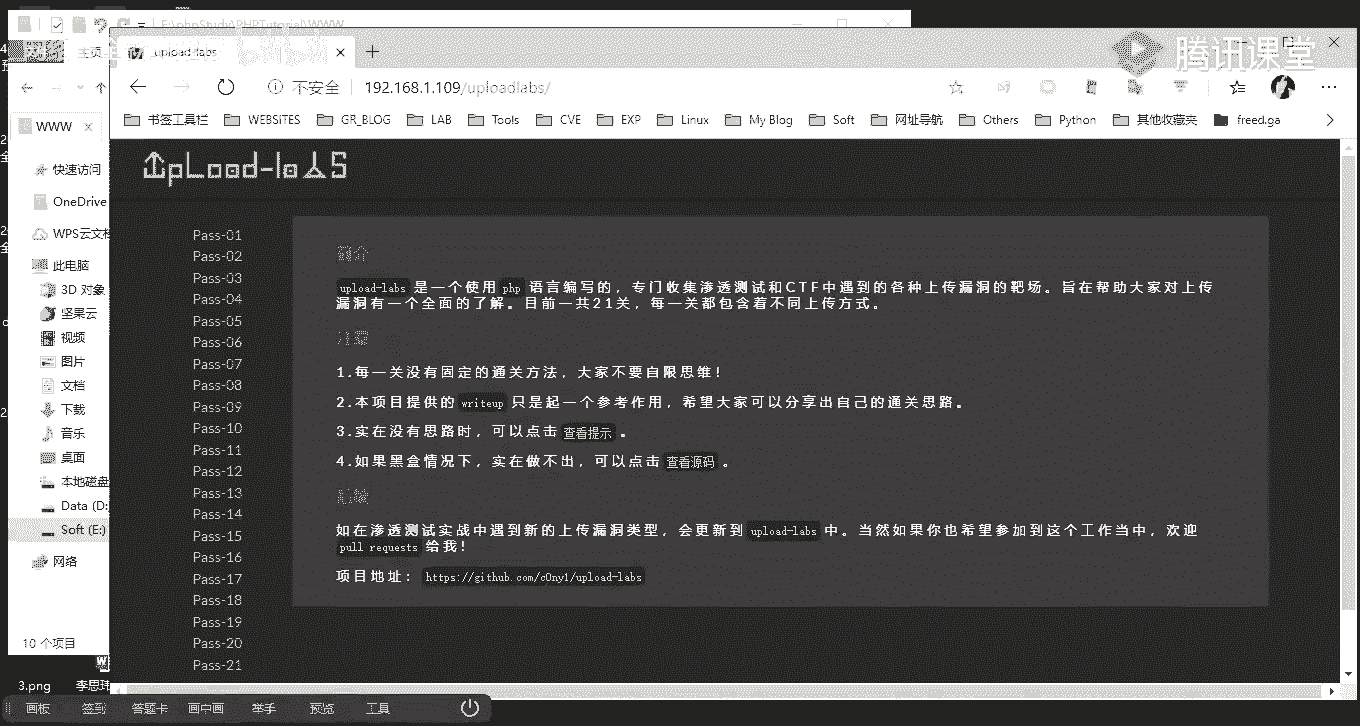 E:\phpStudy\PHPTutorial\WWW
主页
upload-labs
腾讯课堂
不安全
192.168.1.109/uploadlabs/
WWW
书签工具栏
WEBSITES
GR_BLOG
LAB
Tools
CVE
EXP
Linux
My Blog
Soft
网址导航
Others
Python
其他收藏夹
freed.ga
快速访问
OneDrive
WPS云文档
此电脑
3D 对象
坚果云
视频
图片
文档
下载
音乐
桌面
本地磁盘
Data (D:
Soft (E:)
网络
10 个项目
3.png
李思玮
UpLoad-labS
Pass-01
Pass-02
Pass-03
Pass-04
Pass-05
Pass-06
Pass-07
Pass-08
Pass-09
Pass-10
Pass-11
Pass-12
Pass-13
Pass-14
Pass-15
Pass-16
Pass-17
Pass-18
Pass-19
Pass-20
Pass-21
简介
upload-labs 是一个使用 php 语言编写的，专门收集渗透测试和CTF中遇到的各种上传漏洞的靶场。旨在帮助大家对上传
漏洞有一个全面的了解。目前一共21关，每一关都包含着不同上传方式。
注意
1.每一关没有固定的通关方法，大家不要自限思维！
2.本项目提供的 writeup 只是起一个参考作用，希望大家可以分享出自己的通关思路。
3.实在没有思路时，可以点击 查看提示 。
4.如果黑盒情况下，实在做不出，可以点击 查看源码 。
后续
如在渗透测试实战中遇到新的上传漏洞类型，会更新到 upload-labs 中。当然如果你也希望参加到这个工作当中，欢迎
pull requests 给我！
项目地址： https://github.com/c0ny1/upload-labs
画板
签到
答题卡
画中画
举手
预览
工具